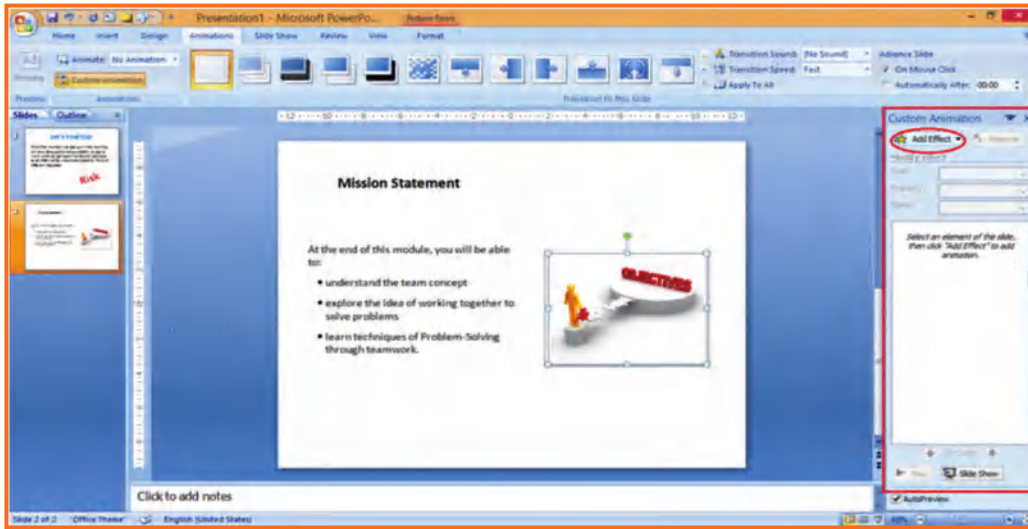 Presentation1 - Microsoft PowerPo... Picture Tools
Home Insert Design Animations Slide Show Review View Format
Animate: No Animation Transition Sound: [No Sound] Advance Slide
Custom Animation Transition Speed: Fast On Mouse Click
Apply To All Automatically After: 00:00
Preview Animations Transition to This Slide
Slides Outline
Custom Animation
Add Effect Remove
Risk
Mission Statement
At the end of this module, you will be able
to:
• understand the team concept
• explore the idea of working together to
solve problems
• learn techniques of Problem-Solving
through teamwork.
OBJECTIVES
Select an element of the slide,
then click "Add Effect" to add
animation.
Slide Show
AutoPreview
Click to add notes
Slide 2 of 2 "Office Theme" English (United States)